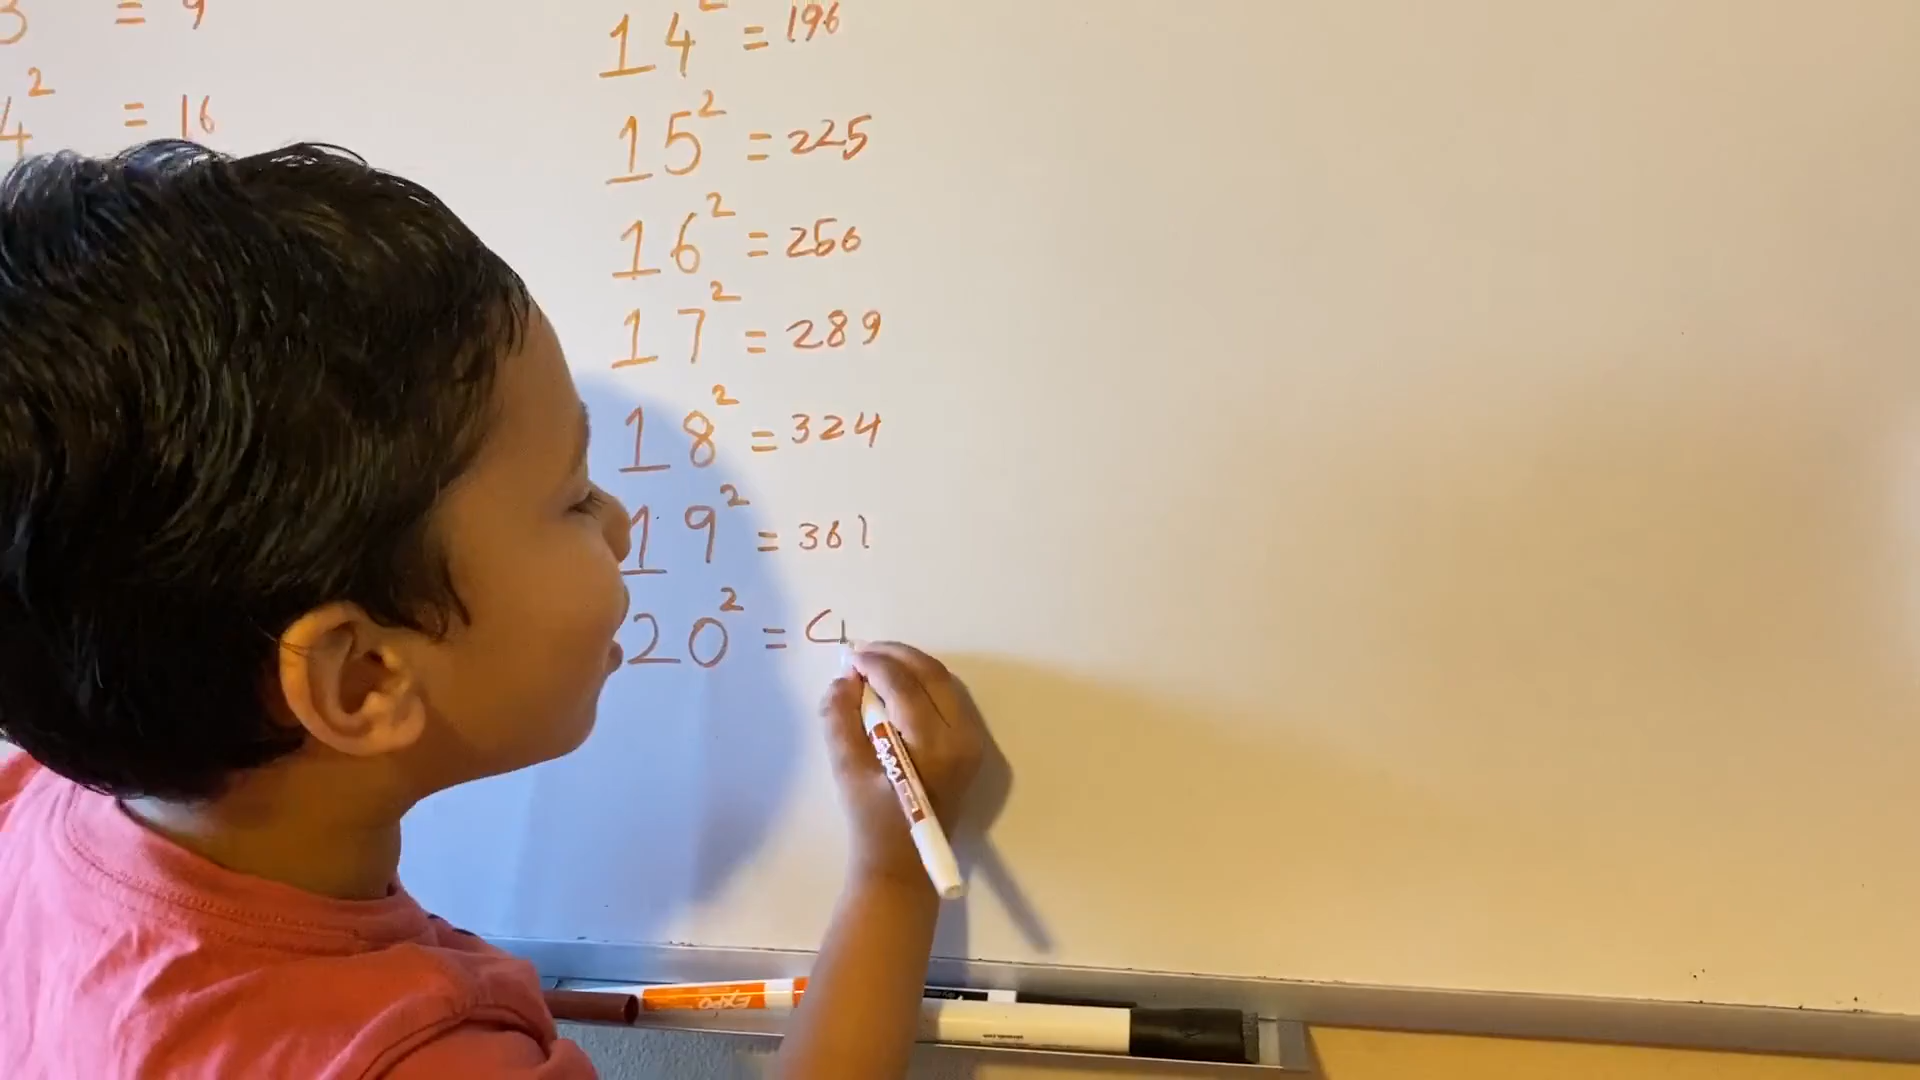 3 = 9
4² = 16
14² = 196
15² = 225
16² = 256
17² = 289
18² = 324
19² = 361
20² = 4
EXPO
EXPO